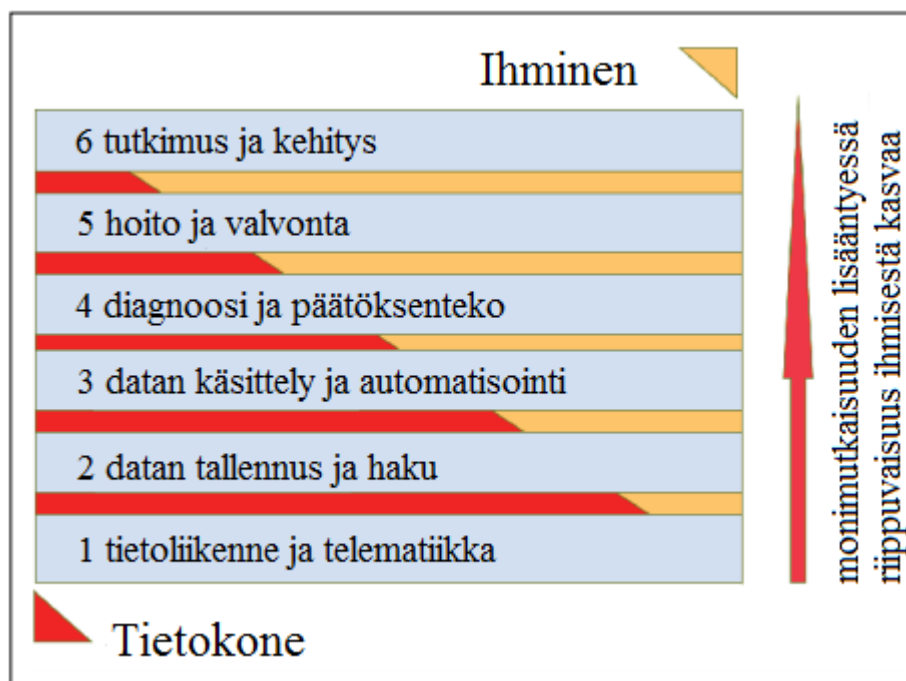 Ihminen
6 tutkimus ja kehitys
5 hoito ja valvonta
4 diagnoosi ja päätöksenteko
3 datan käsittely ja automatisointi
2 datan tallennus ja haku
1 tietoliikenne ja telematiikka
Tietokone
monimutkaisuuden lisääntyessä
riippuvaisuus ihmisestä kasvaa